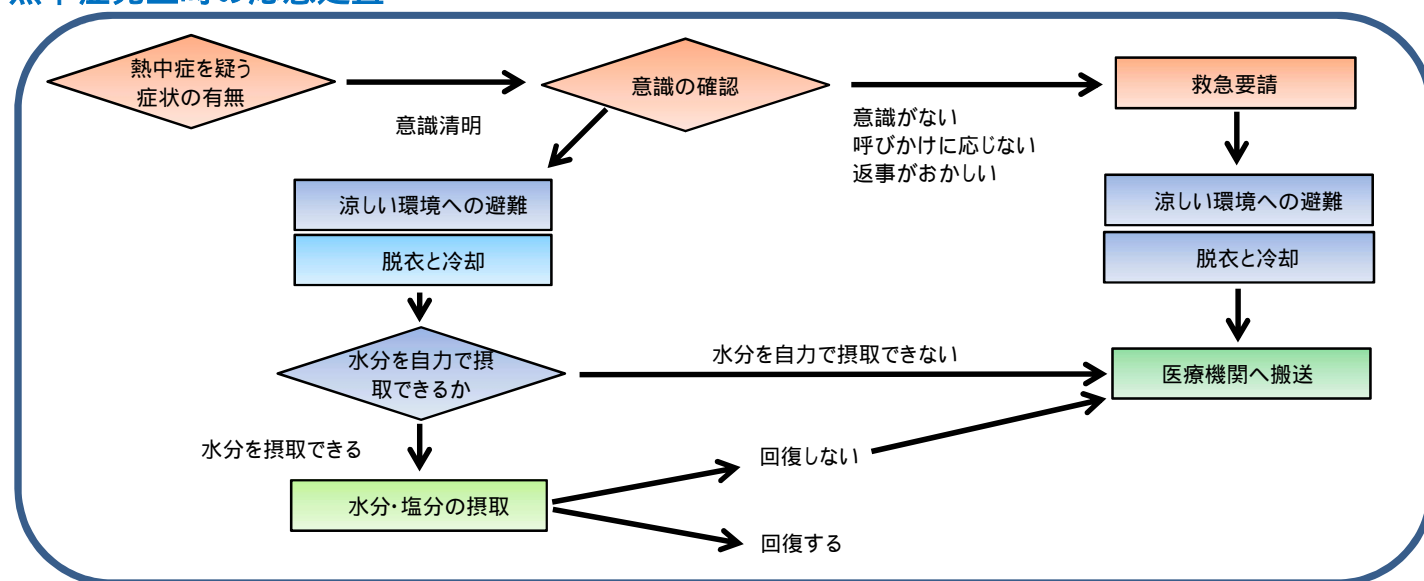 熱中症を疑う
症状の有無
意識の確認
救急要請
意識清明
意識がない
呼びかけに応じない
返事がおかしい
涼しい環境への避難
脱衣と冷却
涼しい環境への避難
脱衣と冷却
水分を自力で摂
取できるか
水分を自力で摂取できない
医療機関へ搬送
水分を摂取できる
回復しない
水分・塩分の摂取
回復する